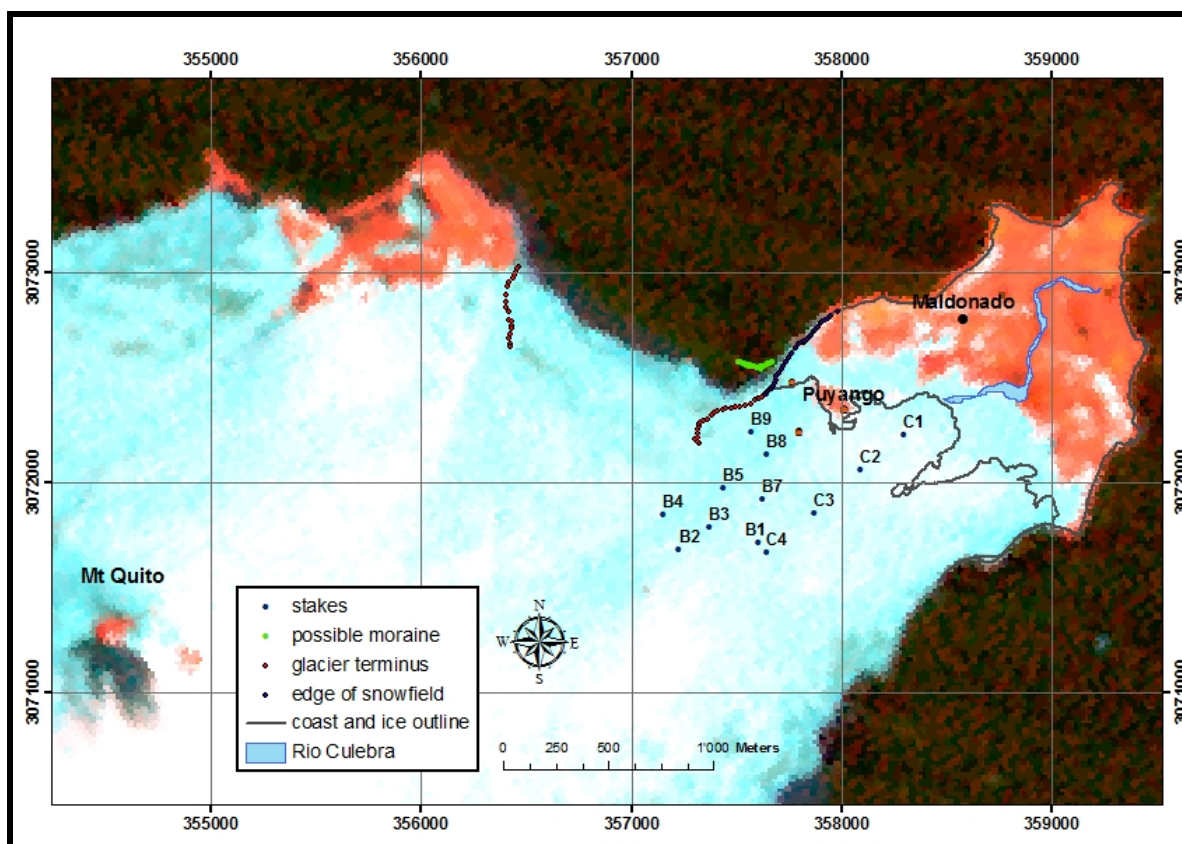 355000 356000 357000 358000 359000
3073000 3073000
Maldonado
Puyango
B9 C1
B8
C2
B5 B7
B4 C3
B3
B1 C4
B2
3072000 3072000
Mt Quito
stakes
possible moraine
glacier terminus
edge of snowfield
coast and ice outline
Rio Culebra
N
W E
S
0 250 500 1'000 Meters
3071000 3071000
355000 356000 357000 358000 359000